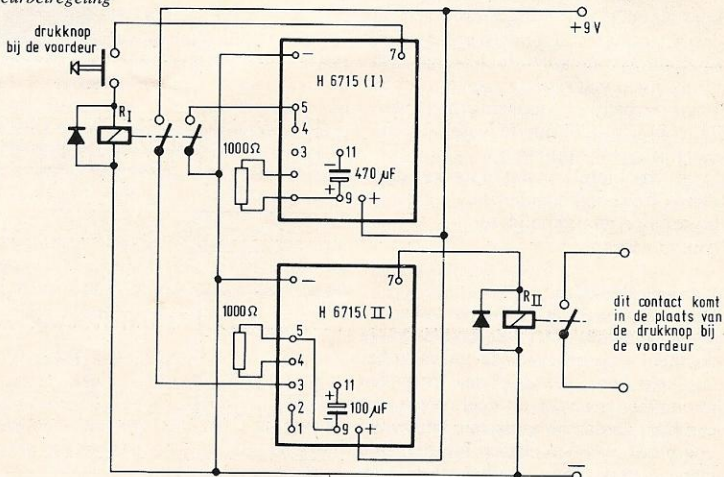 drukknop
bij de voordeur
+9V
RI
1000Ω
–
7
H 6715 (I)
5
4
3
11
–
470 µF
+
9
+
1000Ω
–
7
H 6715 (II)
5
4
3
2
1
11
+
100 µF
–
9
+
RII
dit contact komt
in de plaats van
de drukknop bij
de voordeur
–